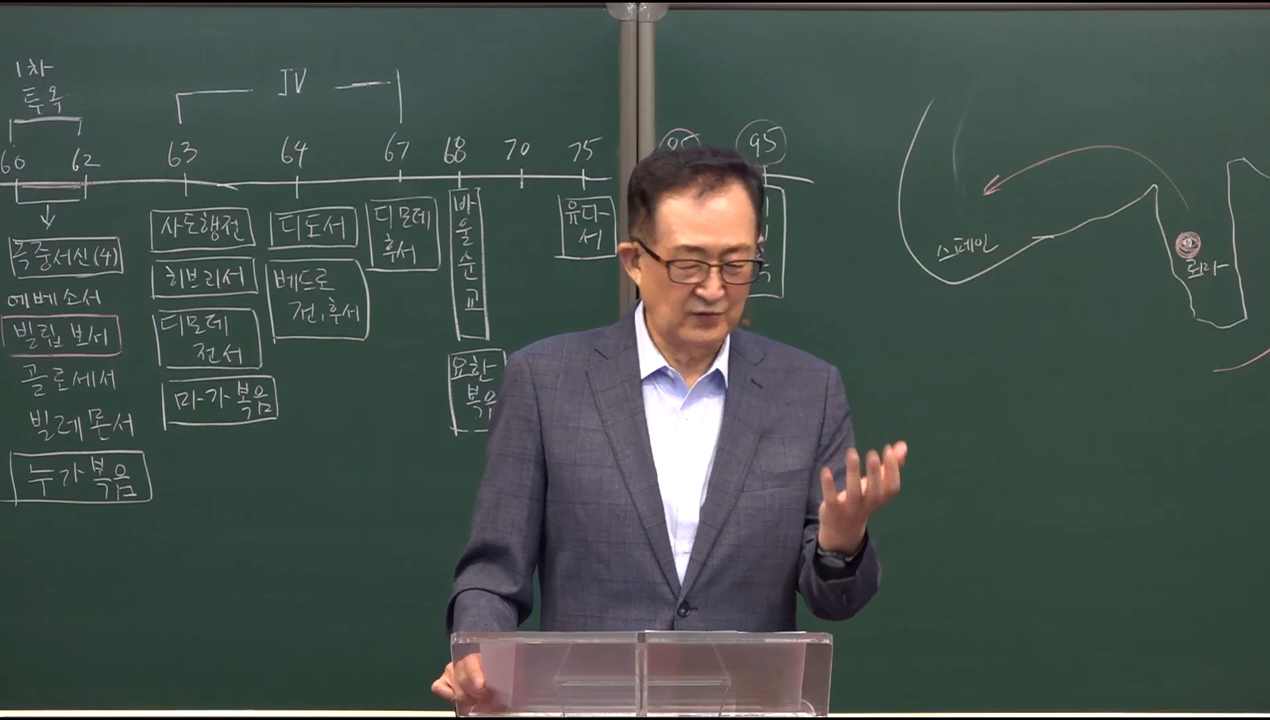 1차
투옥
IV
60 62 63 64 67 68 70 75 95
옥중서신(4)
에베소서
빌립보서
골로새서
빌레몬서
누가복음
사도행전
히브리서
디모데
전서
마가복음
디도서
베드로
전,후서
디모데
후서
바
울
순
교
요한
복음
유다
서
스페인
로마